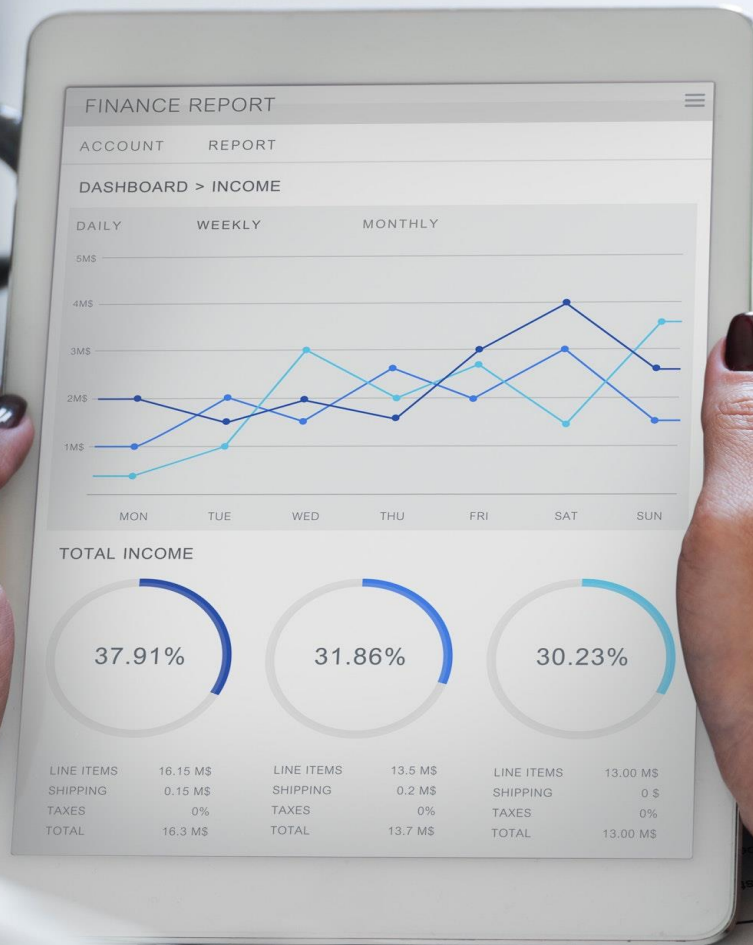 FINANCE REPORT
ACCOUNT REPORT
DASHBOARD > INCOME
DAILY WEEKLY MONTHLY
5M$
4M$
3M$
2M$
1M$
MON TUE WED THU FRI SAT SUN
TOTAL INCOME
37.91% 31.86% 30.23%
LINE ITEMS 16.15 M$ LINE ITEMS 13.5 M$ LINE ITEMS 13.00 M$
SHIPPING 0.15 M$ SHIPPING 0.2 M$ SHIPPING 0 $
TAXES 0% TAXES 0% TAXES 0%
TOTAL 16.3 M$ TOTAL 13.7 M$ TOTAL 13.00 M$